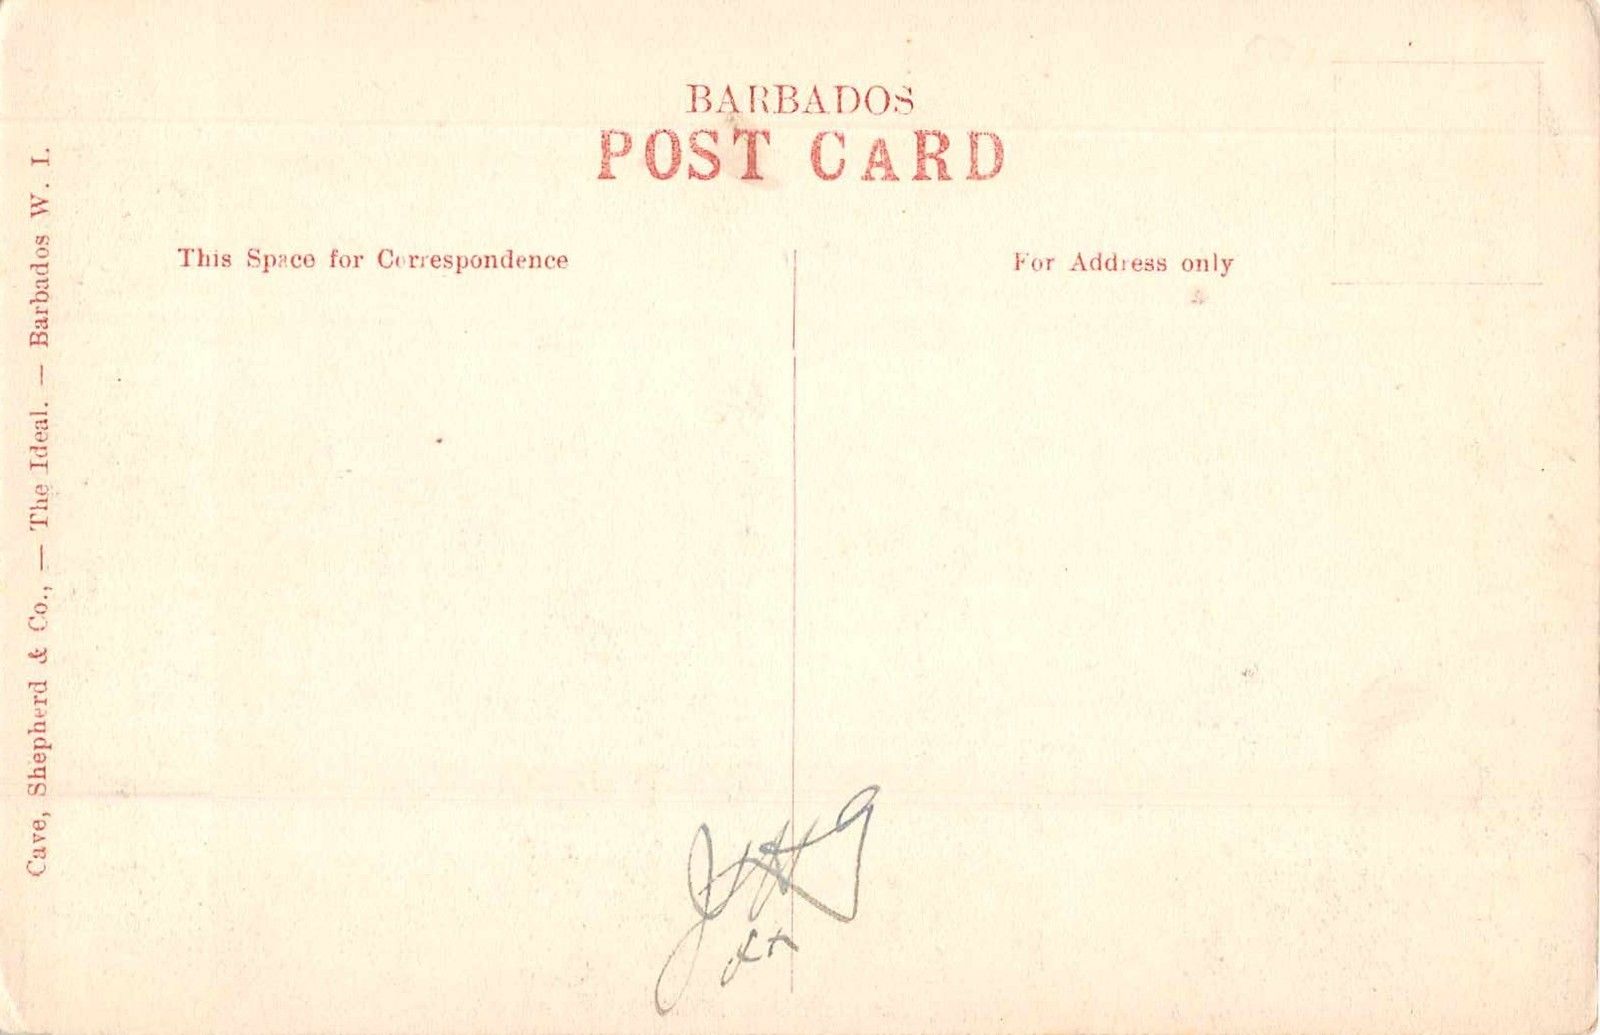 BARBADOS
POST CARD
This Space for Correspondence
For Address only
Cave, Shepherd & Co., — The Ideal. — Barbados W. I.